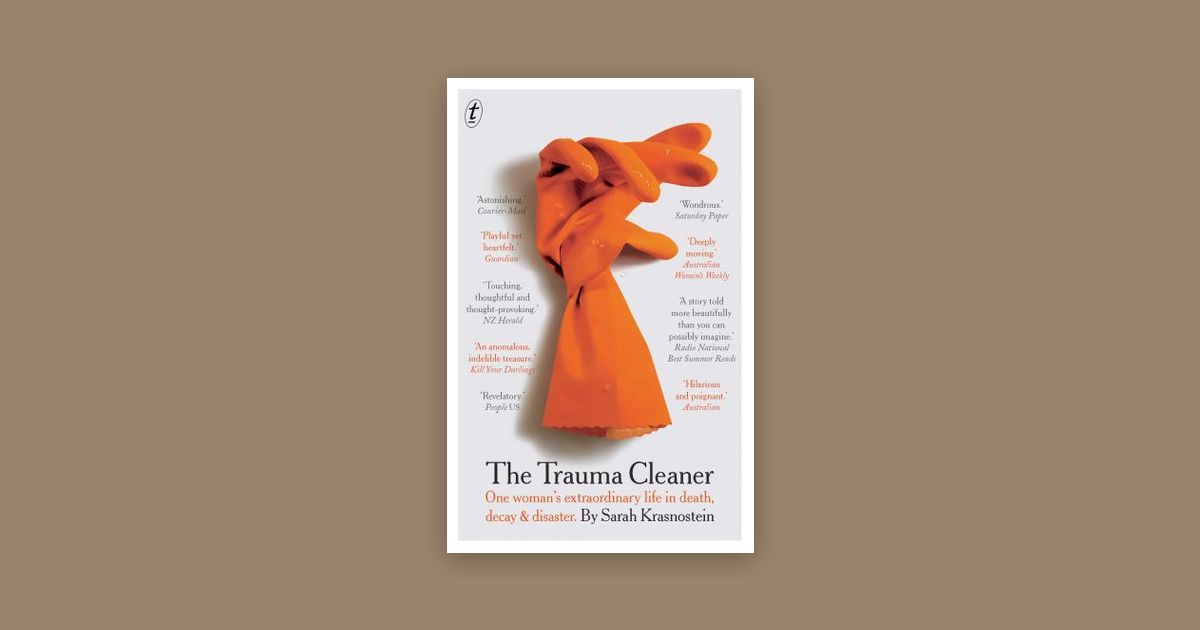 t
'Astonishing.'
Courier-Mail
'Playful yet
heartfelt.'
Guardian
'Touching,
thoughtful and
thought-provoking.'
NZ Herald
'An anomalous,
indelible treasure.'
Kill Your Darlings
'Revelatory.'
People US
'Wondrous.'
Saturday Paper
'Deeply
moving.'
Australian
Women's Weekly
'A story told
more beautifully
than you can
possibly imagine.'
Radio National
Best Summer Reads
'Hilarious
and poignant.'
Australian
The Trauma Cleaner
One woman's extraordinary life in death,
decay & disaster. By Sarah Krasnostein